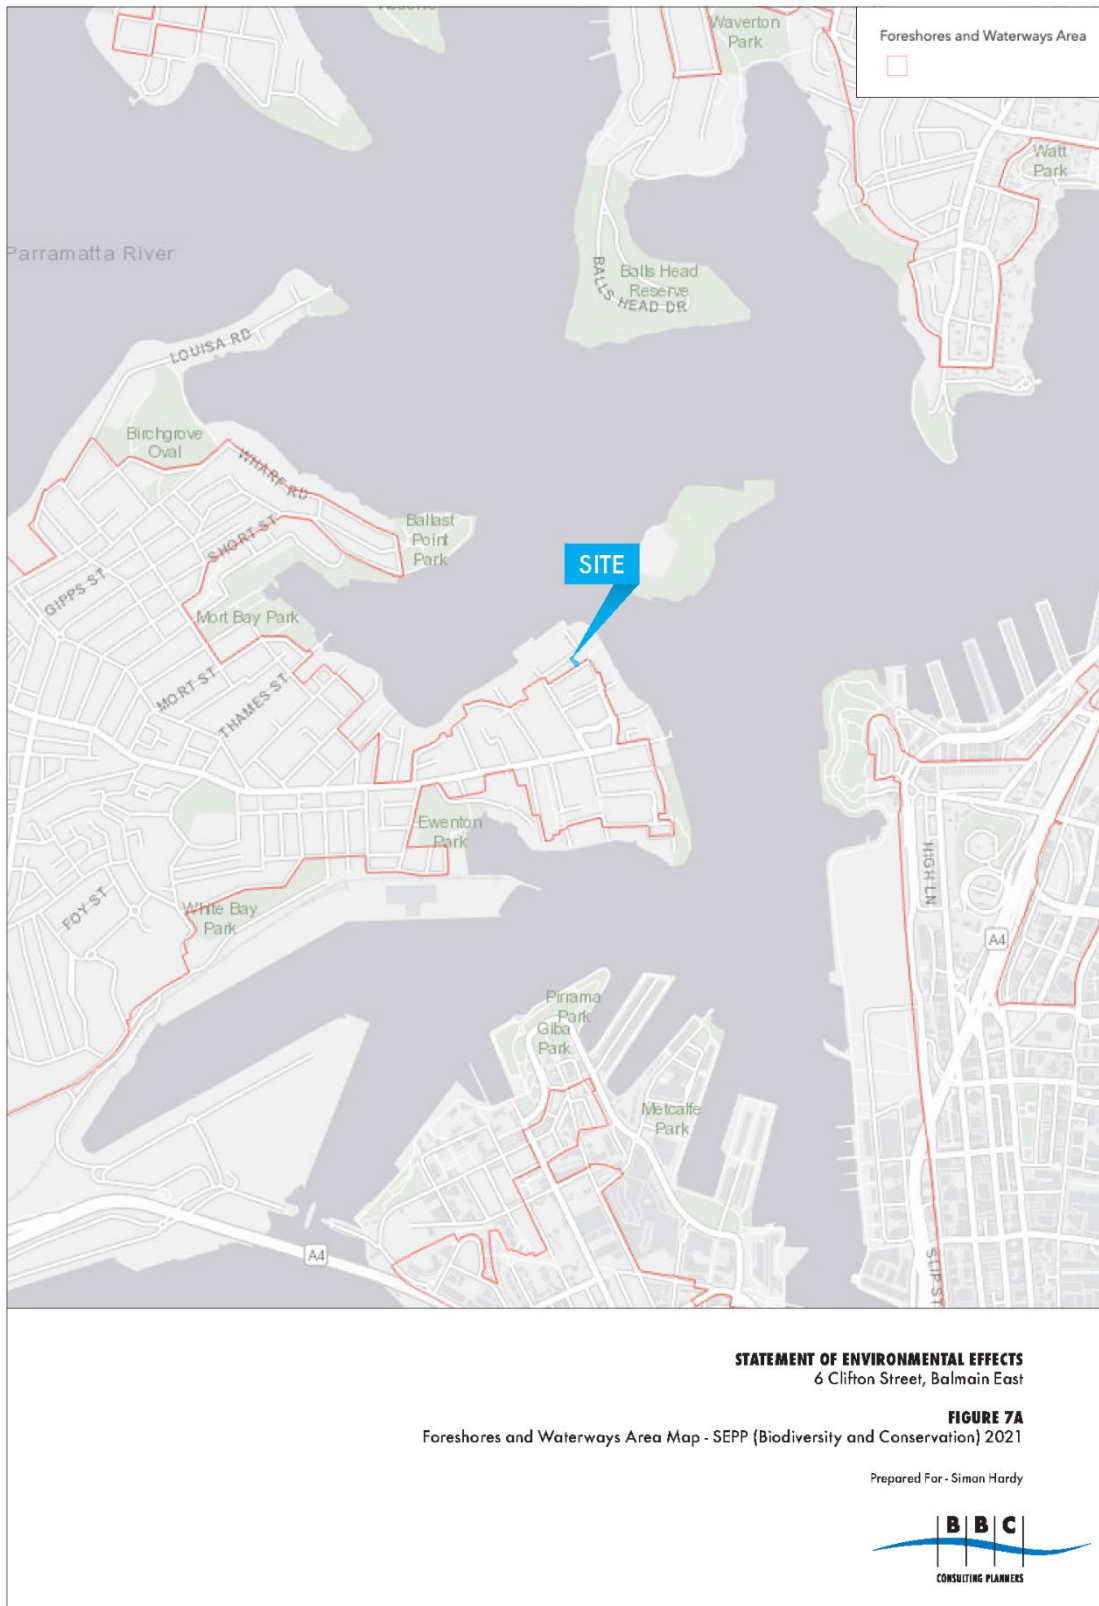 Reserve
Waverton
Park
Foreshores and Waterways Area
Watt
Park
Parramatta River
Balls Head
Reserve
BALLS HEAD DR
LOUISA RD
Birchgrove
Oval
WHARF RD
SHORT ST
Ballast
Point
Park
SITE
GIPPS ST
Mort Bay Park
MORT ST
THAMES ST
Ewenton
Park
HIGH LN
FOY ST
White Bay
Park
A4
Pirrama
Park
Giba
Park
Metcalfe
Park
A4
SLIP ST
STATEMENT OF ENVIRONMENTAL EFFECTS
6 Clifton Street, Balmain East
FIGURE 7A
Foreshores and Waterways Area Map - SEPP (Biodiversity and Conservation) 2021
Prepared For - Simon Hardy
B B C
CONSULTING PLANNERS